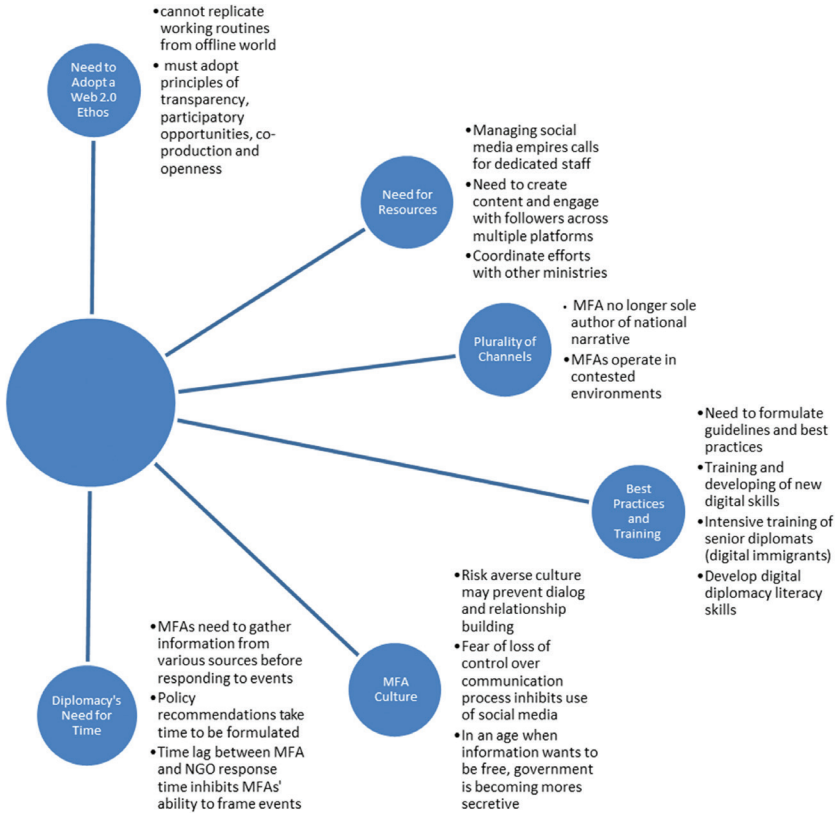 Need to
Adopt a
Web 2.0
Ethos
•cannot replicate
working routines
from offline world
• must adopt
principles of
transparency,
participatory
opportunities, co-
production and
openness
Need for
Resources
•Managing social
media empires calls
for dedicated staff
•Need to create
content and engage
with followers across
multiple platforms
•Coordinate efforts
with other ministries
Plurality of
Channels
• MFA no longer sole
author of national
narrative
•MFAs operate in
contested
environments
Best
Practices
and
Training
•Need to formulate
guidelines and best
practices
•Training and
developing of new
digital skills
•Intensive training of
senior diplomats
(digital immigrants)
•Develop digital
diplomacy literacy
skills
MFA
Culture
•Risk averse culture
may prevent dialog
and relationship
building
•Fear of loss of
control over
communication
process inhibits use
of social media
•In an age when
information wants to
be free, government
is becoming mores
secretive
Diplomacy's
Need for
Time
•MFAs need to gather
information from
various sources before
responding to events
•Policy
recommendations take
time to be formulated
•Time lag between MFA
and NGO response
time inhibits MFAs'
ability to frame events